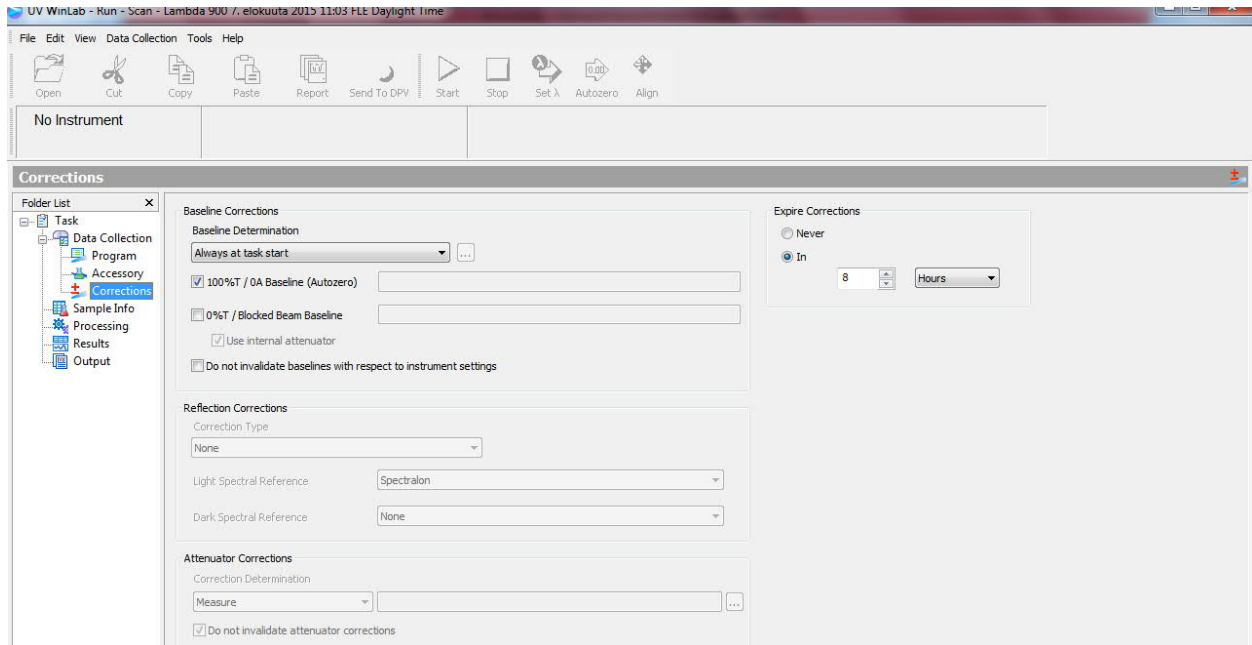 UV WinLab - Run - Scan - Lambda 900 7. elokuuta 2015 11:03 FLE Daylight Time
File Edit View Data Collection Tools Help
Open Cut Copy Paste Report Send To DPV Start Stop Set λ Autozero Align
No Instrument
Corrections
Folder List
Task
Data Collection
Program
Accessory
Corrections
Sample Info
Processing
Results
Output
Baseline Corrections
Baseline Determination
Always at task start ...
100%T / 0A Baseline (Autozero)
0%T / Blocked Beam Baseline
Use internal attenuator
Do not invalidate baselines with respect to instrument settings
Reflection Corrections
Correction Type
None
Light Spectral Reference Spectralon
Dark Spectral Reference None
Attenuator Corrections
Correction Determination
Measure ...
Do not invalidate attenuator corrections
Expire Corrections
Never
In
8 Hours